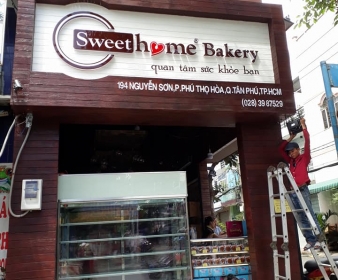 Sweethome® Bakery
quan tâm sức khỏe bạn
194 NGUYỄN SƠN,P.PHÚ THỌ HÒA,Q.TÂN PHÚ,TP.HCM
(028) 39 87529